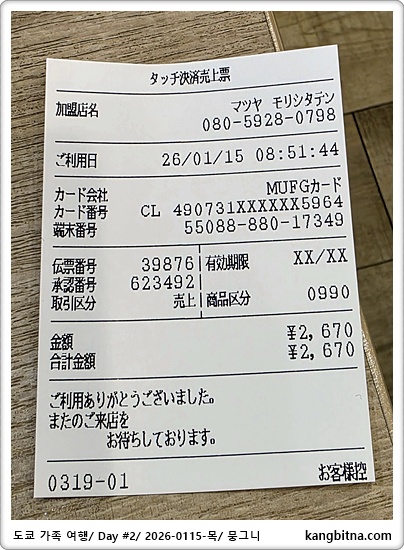 タッチ決済売上票
加盟店名 マツヤ モリシタテン
080-5928-0798
ご利用日 26/01/15 08:51:44
カード会社 MUFGカード
カード番号 CL 490731XXXXXX5964
端末番号 55088-880-17349
伝票番号 39876 有効期限 XX/XX
承認番号 623492
取引区分 売上 商品区分 0990
金額 ¥2,670
合計金額 ¥2,670
ご利用ありがとうございました。
またのご来店を
お待ちしております。
0319-01 お客様控
도쿄 가족 여행/ Day #2/ 2026-0115-목/ 뭉그니 kangbitna.com